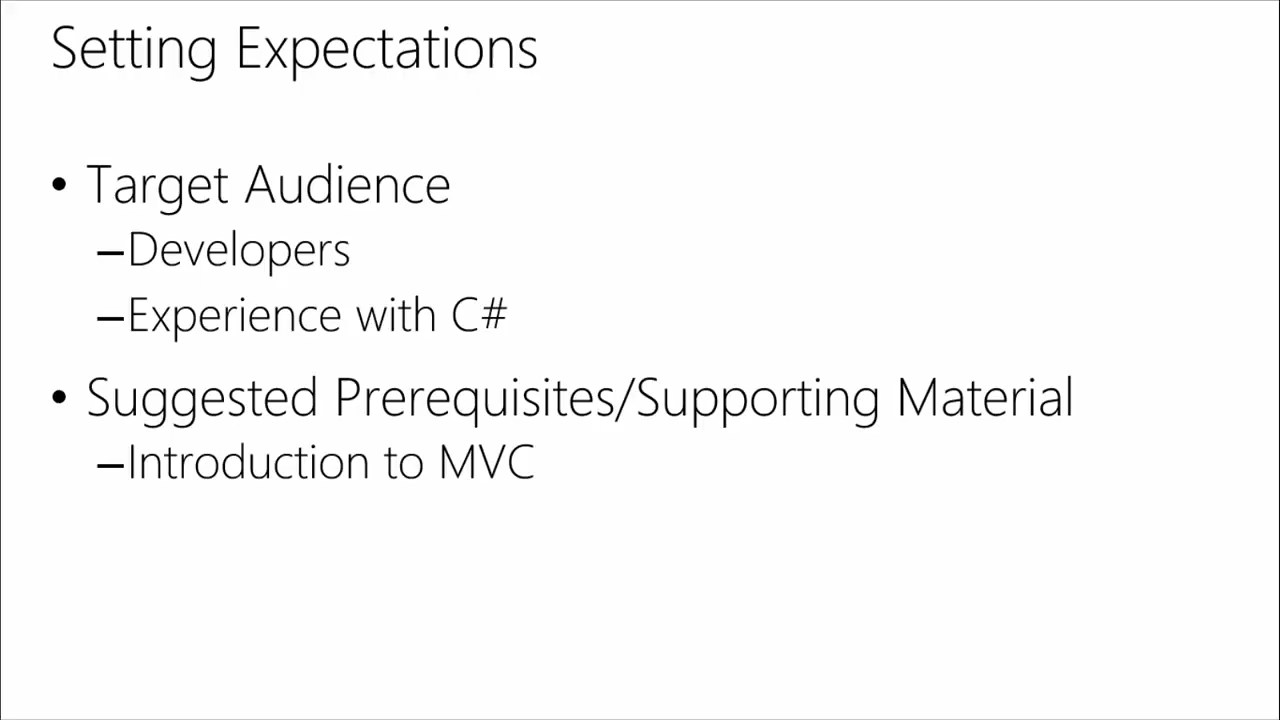 Setting Expectations
• Target Audience
–Developers
–Experience with C#
• Suggested Prerequisites/Supporting Material
–Introduction to MVC